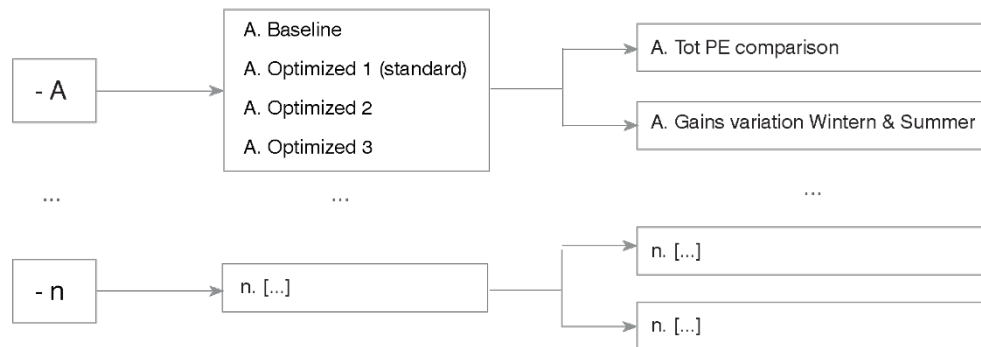 - A
A. Baseline
A. Optimized 1 (standard)
A. Optimized 2
A. Optimized 3
A. Tot PE comparison
A. Gains variation Wintern & Summer
...
...
...
- n
n. [...]
n. [...]
n. [...]